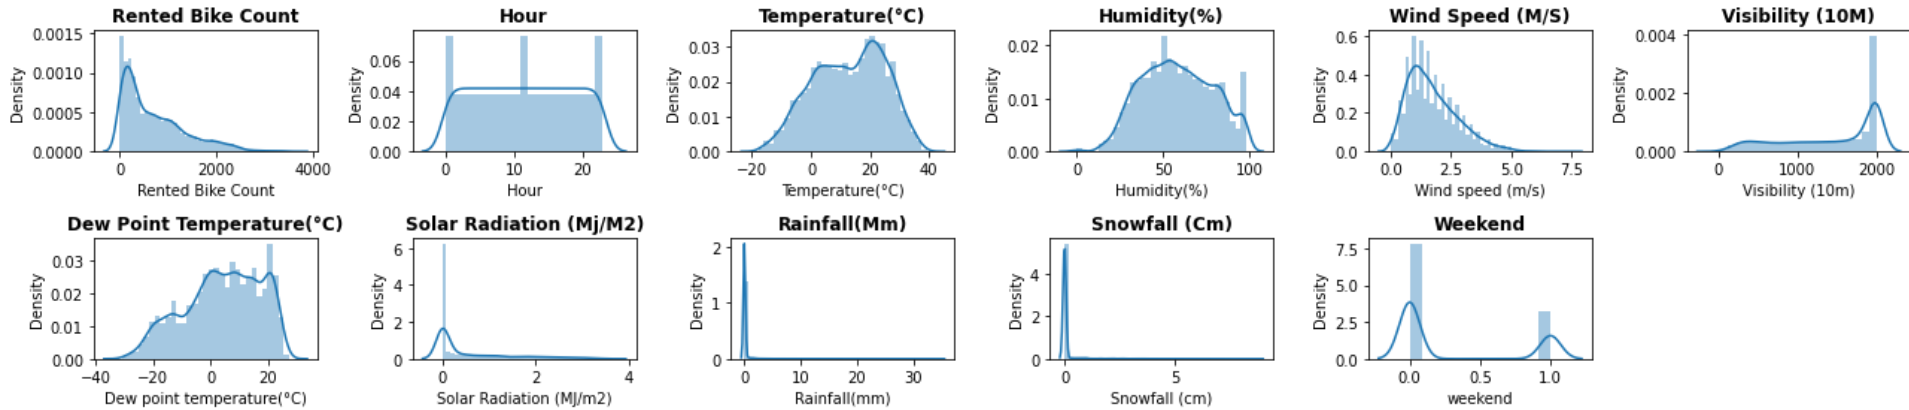 Rented Bike Count
Hour
Temperature(°C)
Humidity(%)
Wind Speed (M/S)
Visibility (10M)
0.0015
0.0010
0.0005
0.0000
Density
0 2000 4000
Rented Bike Count
0.06
0.04
0.02
0.00
Density
0 10 20
Hour
0.03
0.02
0.01
0.00
Density
−20 0 20 40
Temperature(°C)
0.02
0.01
0.00
Density
0 50 100
Humidity(%)
0.6
0.4
0.2
0.0
Density
0.0 2.5 5.0 7.5
Wind speed (m/s)
0.004
0.002
0.000
Density
0 1000 2000
Visibility (10m)
Dew Point Temperature(°C)
Solar Radiation (Mj/M2)
Rainfall(Mm)
Snowfall (Cm)
Weekend
0.03
0.02
0.01
0.00
Density
−40 −20 0 20
Dew point temperature(°C)
6
4
2
0
Density
0 2 4
Solar Radiation (MJ/m2)
2
1
0
Density
0 10 20 30
Rainfall(mm)
4
2
0
Density
0 5
Snowfall (cm)
7.5
5.0
2.5
0.0
Density
0.0 1.0
weekend